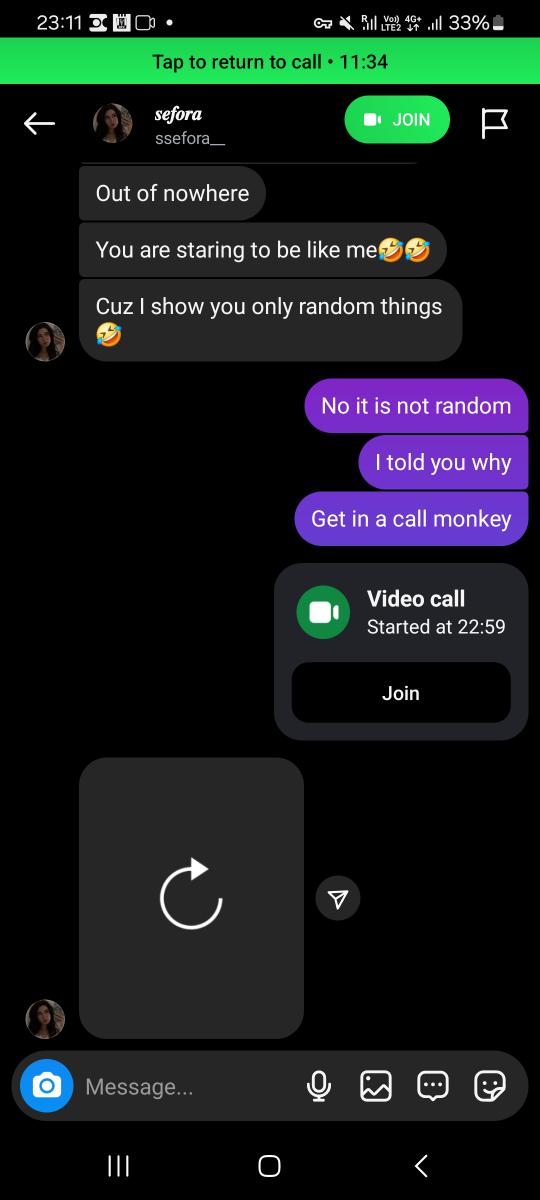 23:11 R Vo) LTE2 4G+ 33%
Tap to return to call • 11:34
sefora
ssefora__
JOIN
Out of nowhere
You are staring to be like me🤣🤣
Cuz I show you only random things
🤣
No it is not random
I told you why
Get in a call monkey
Video call
Started at 22:59
Join
Message...